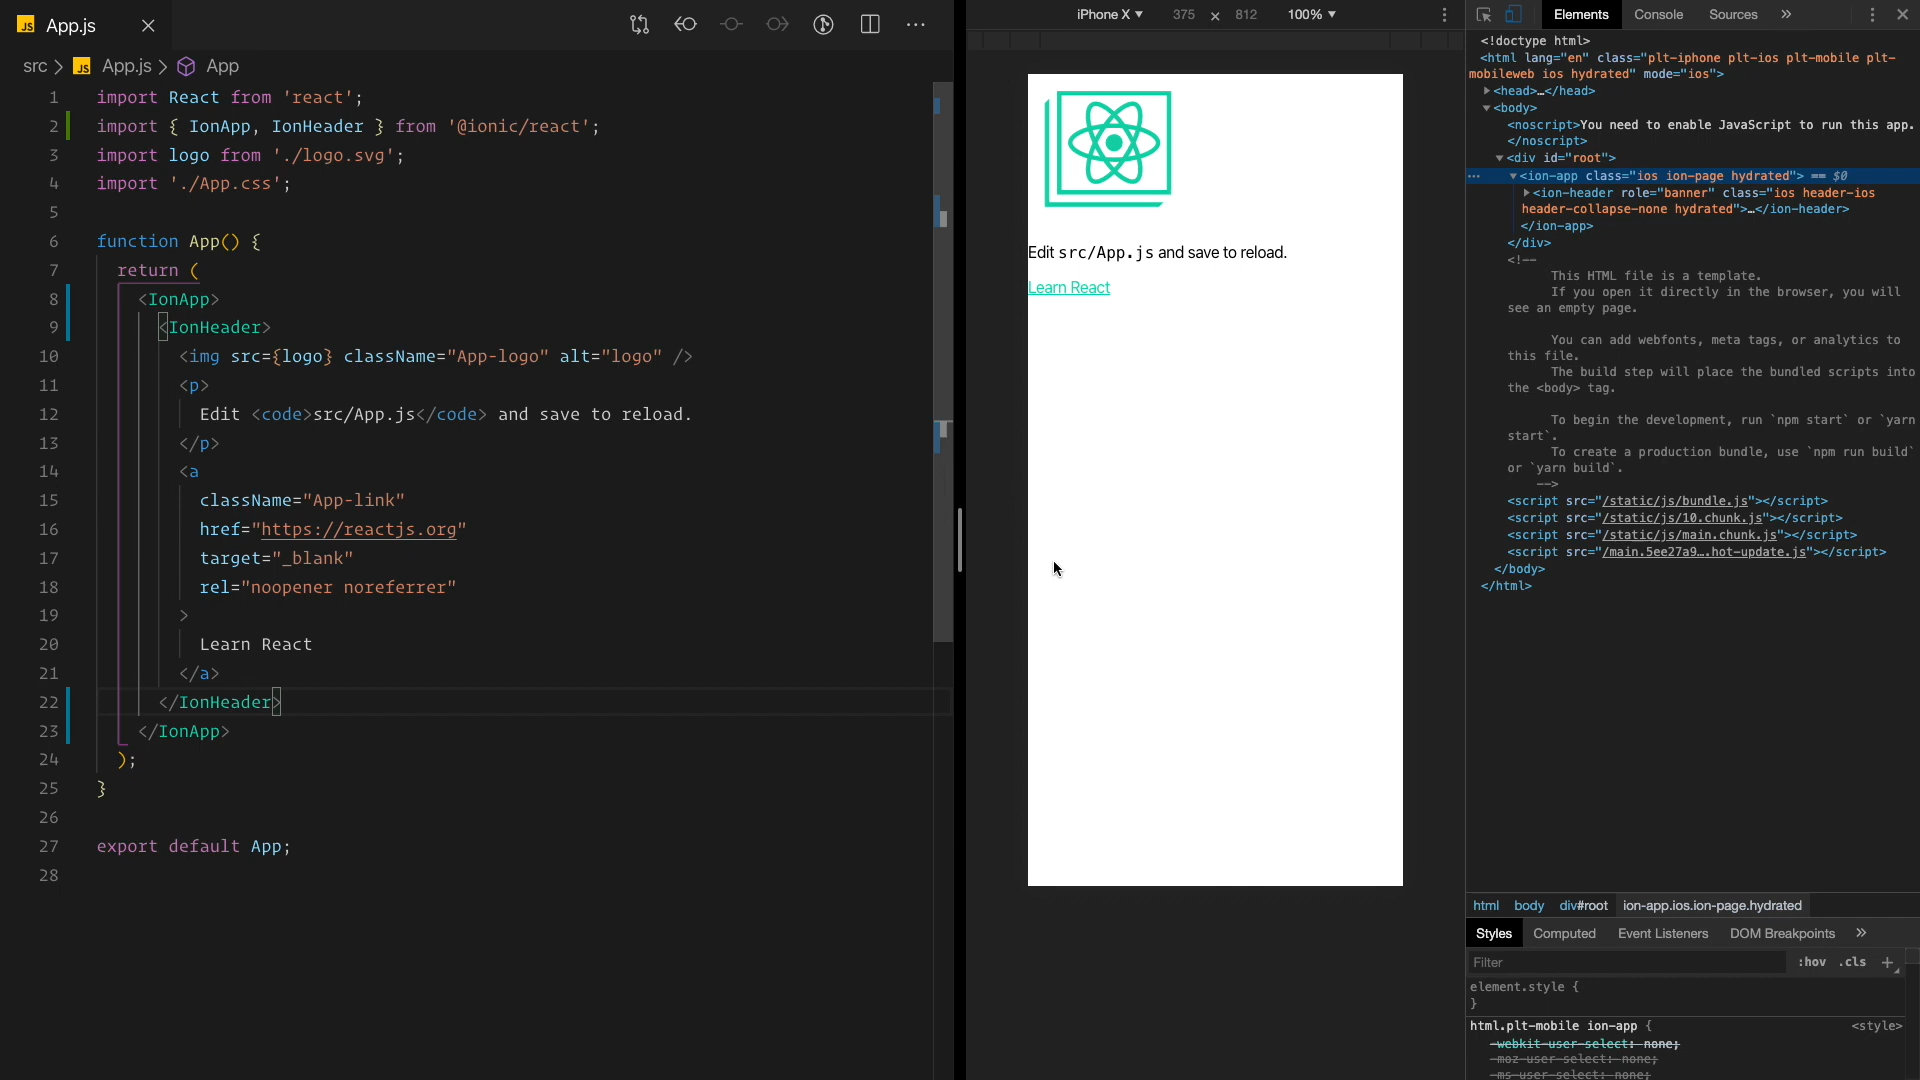 JS App.js
src > JS App.js > App
1 import React from 'react';
2 import { IonApp, IonHeader } from '@ionic/react';
3 import logo from './logo.svg';
4 import './App.css';
5
6 function App() {
7 return (
8 <IonApp>
9 <IonHeader>
10 <img src={logo} className="App-logo" alt="logo" />
11 <p>
12 Edit <code>src/App.js</code> and save to reload.
13 </p>
14 <a
15 className="App-link"
16 href="https://reactjs.org"
17 target="_blank"
18 rel="noopener noreferrer"
19 >
20 Learn React
21 </a>
22 </IonHeader>
23 </IonApp>
24 );
25 }
26
27 export default App;
28
iPhone X ▼ 375 x 812 100% ▼
Edit src/App.js and save to reload.
Learn React
Elements Console Sources »
<!doctype html>
<html lang="en" class="plt-iphone plt-ios plt-mobile plt-
mobileweb ios hydrated" mode="ios">
▶<head>…</head>
▼<body>
<noscript>You need to enable JavaScript to run this app.
</noscript>
▼<div id="root">
… ▼<ion-app class="ios ion-page hydrated"> == $0
▶<ion-header role="banner" class="ios header-ios
header-collapse-none hydrated">…</ion-header>
</ion-app>
</div>
<!--
This HTML file is a template.
If you open it directly in the browser, you will
see an empty page.
You can add webfonts, meta tags, or analytics to
this file.
The build step will place the bundled scripts into
the <body> tag.
To begin the development, run `npm start` or `yarn
start`.
To create a production bundle, use `npm run build`
or `yarn build`.
-->
<script src="/static/js/bundle.js"></script>
<script src="/static/js/10.chunk.js"></script>
<script src="/static/js/main.chunk.js"></script>
<script src="/main.5ee27a9….hot-update.js"></script>
</body>
</html>
html body div#root ion-app.ios.ion-page.hydrated
Styles Computed Event Listeners DOM Breakpoints »
Filter :hov .cls +
element.style {
}
html.plt-mobile ion-app { <style>
-webkit-user-select: none;
-moz-user-select: none;
-ms-user-select: none;